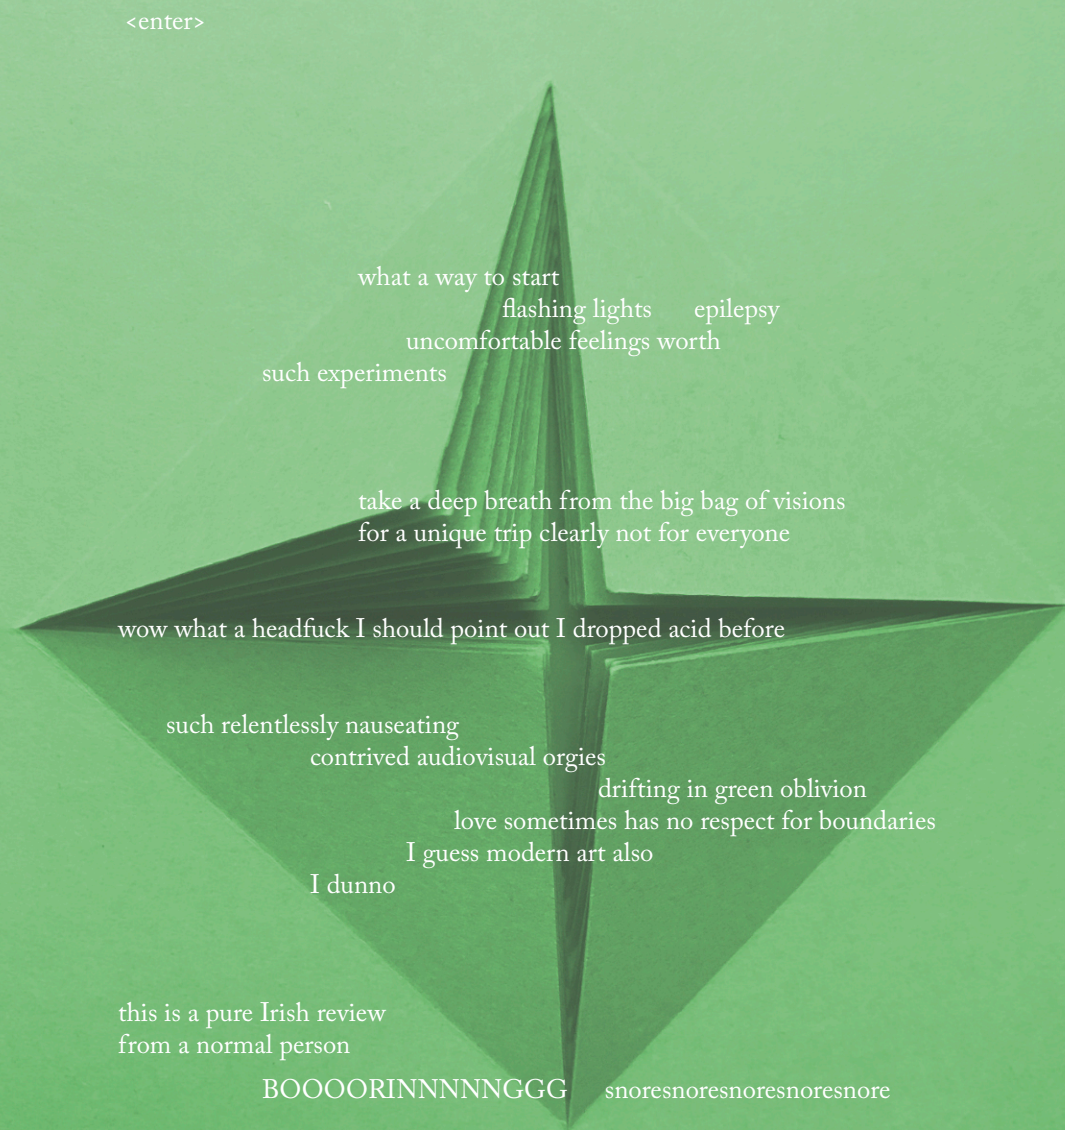 <enter>
what a way to start
flashing lights epilepsy
uncomfortable feelings worth
such experiments
take a deep breath from the big bag of visions
for a unique trip clearly not for everyone
wow what a headfuck I should point out I dropped acid before
such relentlessly nauseating
contrived audiovisual orgies
drifting in green oblivion
love sometimes has no respect for boundaries
I guess modern art also
I dunno
this is a pure Irish review
from a normal person
BOOOORINNNNNGGG snoresnoresnoresnoresnore